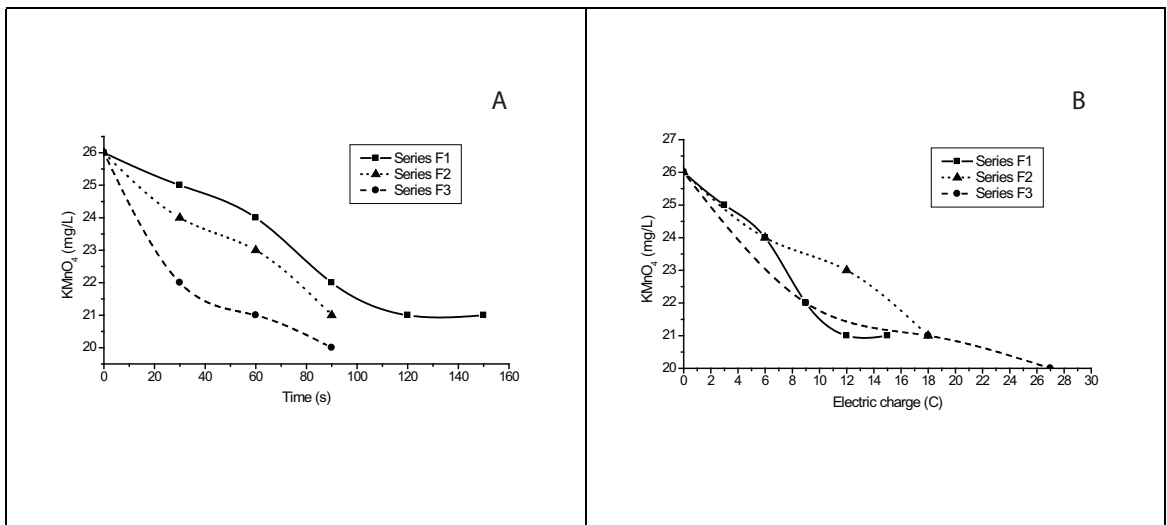 A
26
25
24
23
22
21
20
KMnO4 (mg/L)
0 20 40 60 80 100 120 140 160
Time (s)
Series F1
Series F2
Series F3
B
27
26
25
24
23
22
21
20
KMnO4 (mg/L)
0 2 4 6 8 10 12 14 16 18 20 22 24 26 28 30
Electric charge (C)
Series F1
Series F2
Series F3